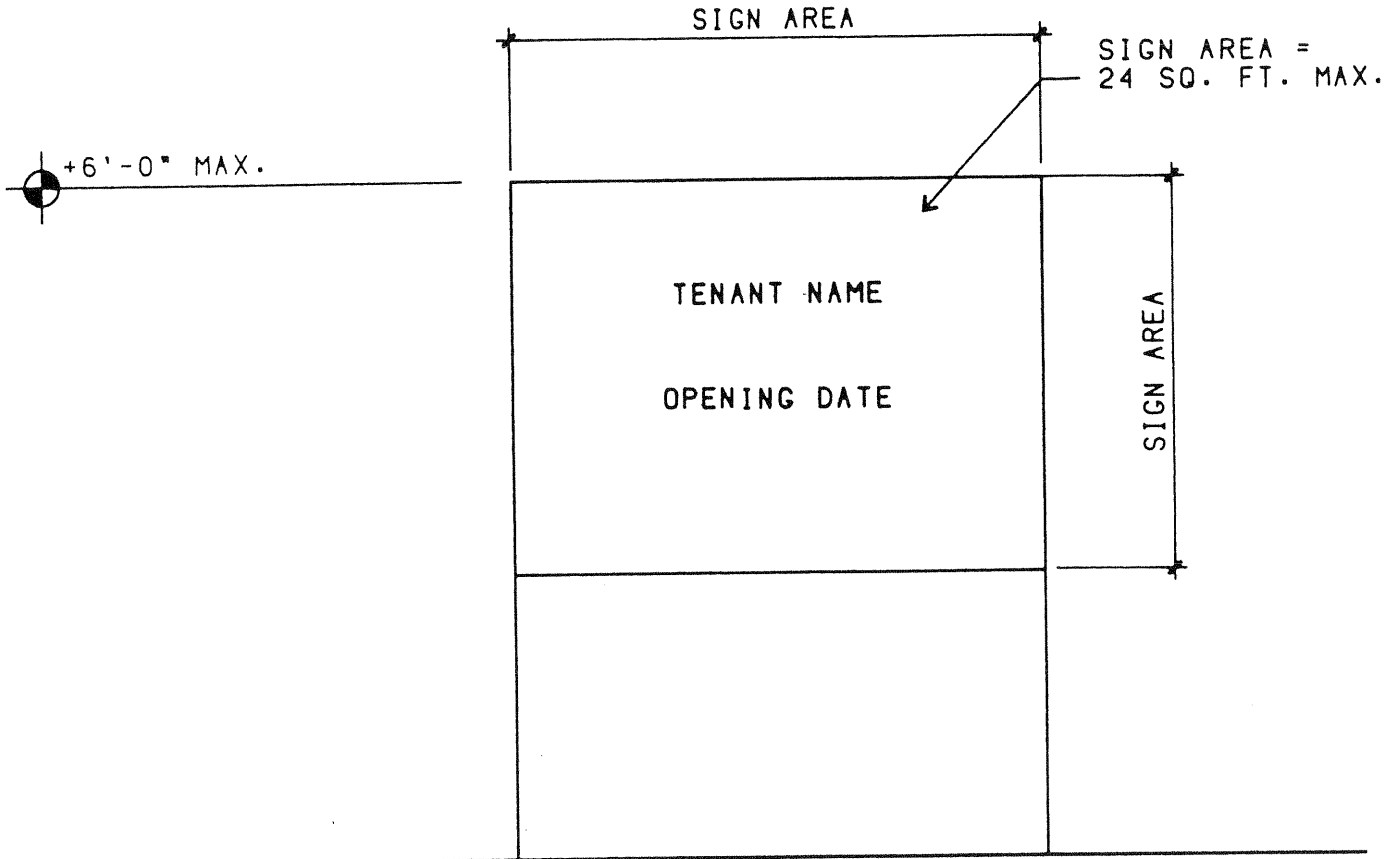 SIGN AREA
SIGN AREA =
24 SQ. FT. MAX.
+6'-0" MAX.
TENANT NAME
SIGN AREA
OPENING DATE